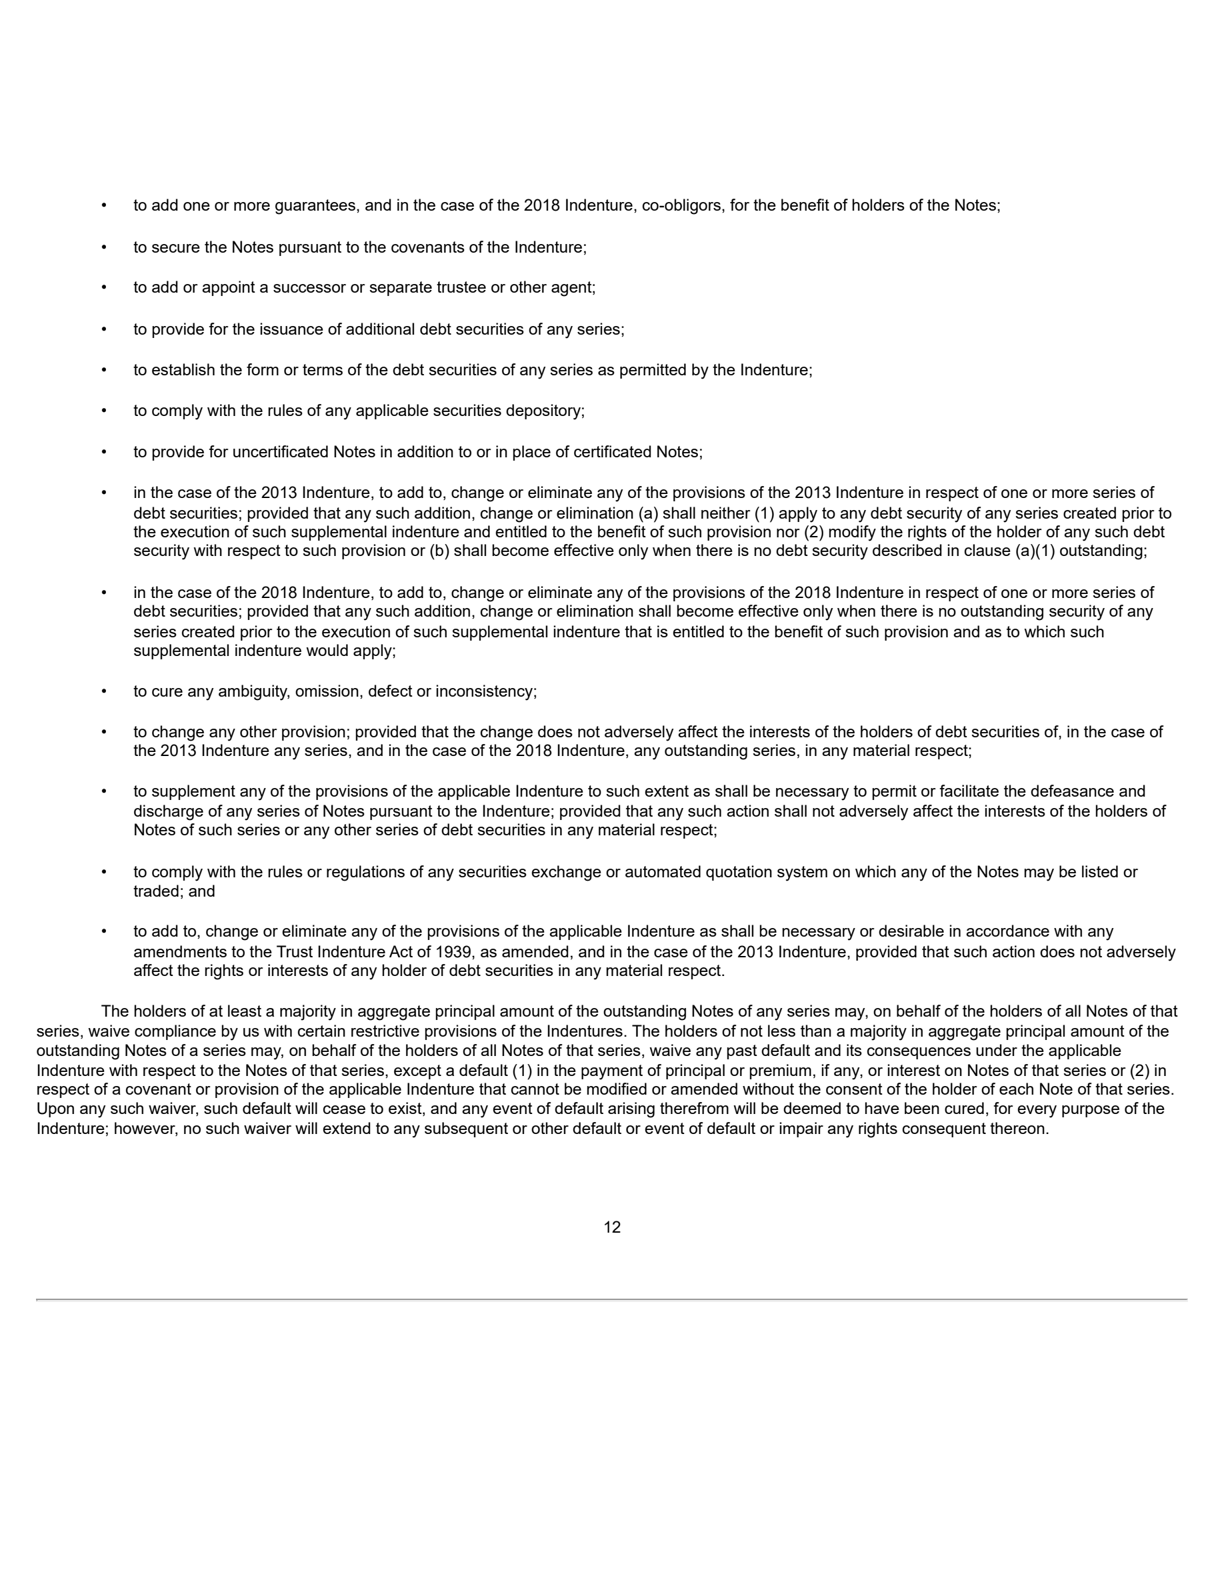 • to add one or more guarantees, and in the case of the 2018 Indenture, co-obligors, for the benefit of holders of the Notes;
• to secure the Notes pursuant to the covenants of the Indenture;
• to add or appoint a successor or separate trustee or other agent;
• to provide for the issuance of additional debt securities of any series;
• to establish the form or terms of the debt securities of any series as permitted by the Indenture;
• to comply with the rules of any applicable securities depository;
• to provide for uncertificated Notes in addition to or in place of certificated Notes;
• in the case of the 2013 Indenture, to add to, change or eliminate any of the provisions of the 2013 Indenture in respect of one or more series of
debt securities; provided that any such addition, change or elimination (a) shall neither (1) apply to any debt security of any series created prior to
the execution of such supplemental indenture and entitled to the benefit of such provision nor (2) modify the rights of the holder of any such debt
security with respect to such provision or (b) shall become effective only when there is no debt security described in clause (a)(1) outstanding;
• in the case of the 2018 Indenture, to add to, change or eliminate any of the provisions of the 2018 Indenture in respect of one or more series of
debt securities; provided that any such addition, change or elimination shall become effective only when there is no outstanding security of any
series created prior to the execution of such supplemental indenture that is entitled to the benefit of such provision and as to which such
supplemental indenture would apply;
• to cure any ambiguity, omission, defect or inconsistency;
• to change any other provision; provided that the change does not adversely affect the interests of the holders of debt securities of, in the case of
the 2013 Indenture any series, and in the case of the 2018 Indenture, any outstanding series, in any material respect;
• to supplement any of the provisions of the applicable Indenture to such extent as shall be necessary to permit or facilitate the defeasance and
discharge of any series of Notes pursuant to the Indenture; provided that any such action shall not adversely affect the interests of the holders of
Notes of such series or any other series of debt securities in any material respect;
• to comply with the rules or regulations of any securities exchange or automated quotation system on which any of the Notes may be listed or
traded; and
• to add to, change or eliminate any of the provisions of the applicable Indenture as shall be necessary or desirable in accordance with any
amendments to the Trust Indenture Act of 1939, as amended, and in the case of the 2013 Indenture, provided that such action does not adversely
affect the rights or interests of any holder of debt securities in any material respect.
The holders of at least a majority in aggregate principal amount of the outstanding Notes of any series may, on behalf of the holders of all Notes of that
series, waive compliance by us with certain restrictive provisions of the Indentures. The holders of not less than a majority in aggregate principal amount of the
outstanding Notes of a series may, on behalf of the holders of all Notes of that series, waive any past default and its consequences under the applicable
Indenture with respect to the Notes of that series, except a default (1) in the payment of principal or premium, if any, or interest on Notes of that series or (2) in
respect of a covenant or provision of the applicable Indenture that cannot be modified or amended without the consent of the holder of each Note of that series.
Upon any such waiver, such default will cease to exist, and any event of default arising therefrom will be deemed to have been cured, for every purpose of the
Indenture; however, no such waiver will extend to any subsequent or other default or event of default or impair any rights consequent thereon.
12